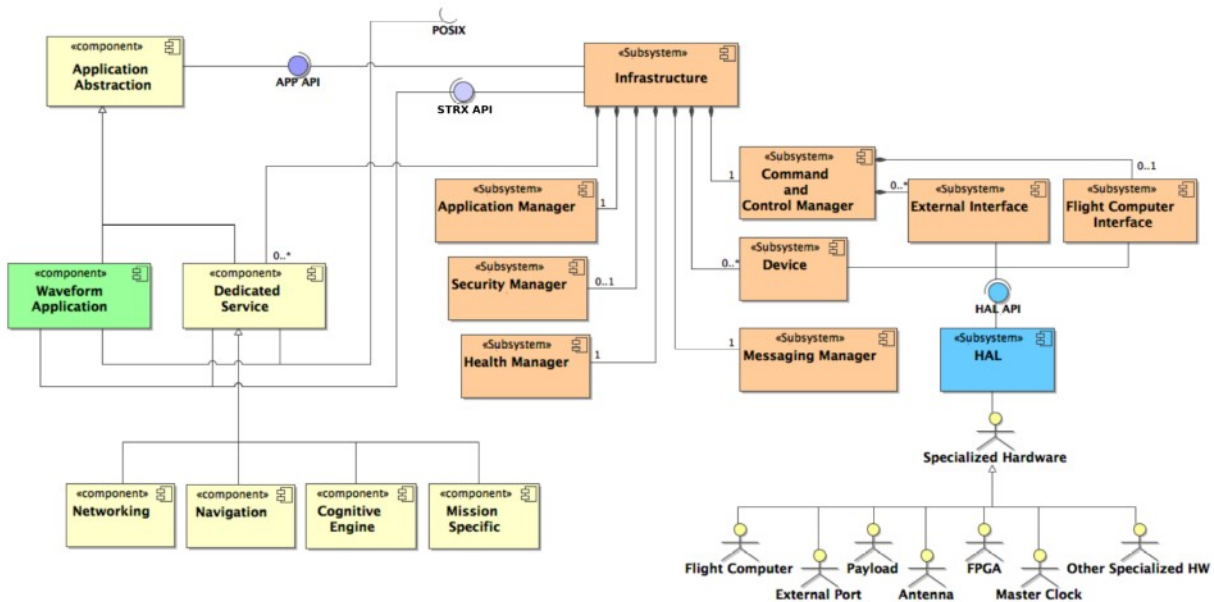 POSIX
«component»
Application
Abstraction
APP API
STRX API
«Subsystem»
Infrastructure
«Subsystem»
Command
and
Control Manager
1
0..1
0..*
«Subsystem»
Application Manager
1
«Subsystem»
External Interface
«Subsystem»
Flight Computer
Interface
«component»
Waveform
Application
0..*
«component»
Dedicated
Service
«Subsystem»
Security Manager
0..1
0..*
«Subsystem»
Device
HAL API
«Subsystem»
Health Manager
1
1
«Subsystem»
Messaging Manager
«Subsystem»
HAL
Specialized Hardware
«component»
Networking
«component»
Navigation
«component»
Cognitive
Engine
«component»
Mission
Specific
Flight Computer
External Port
Payload
Antenna
FPGA
Master Clock
Other Specialized HW